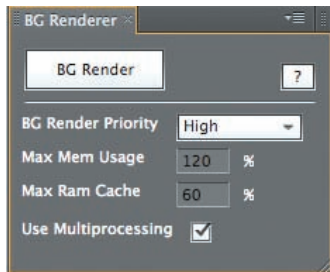 BG Renderer ×
BG Render
?
BG Render Priority High
Max Mem Usage 120 %
Max Ram Cache 60 %
Use Multiprocessing